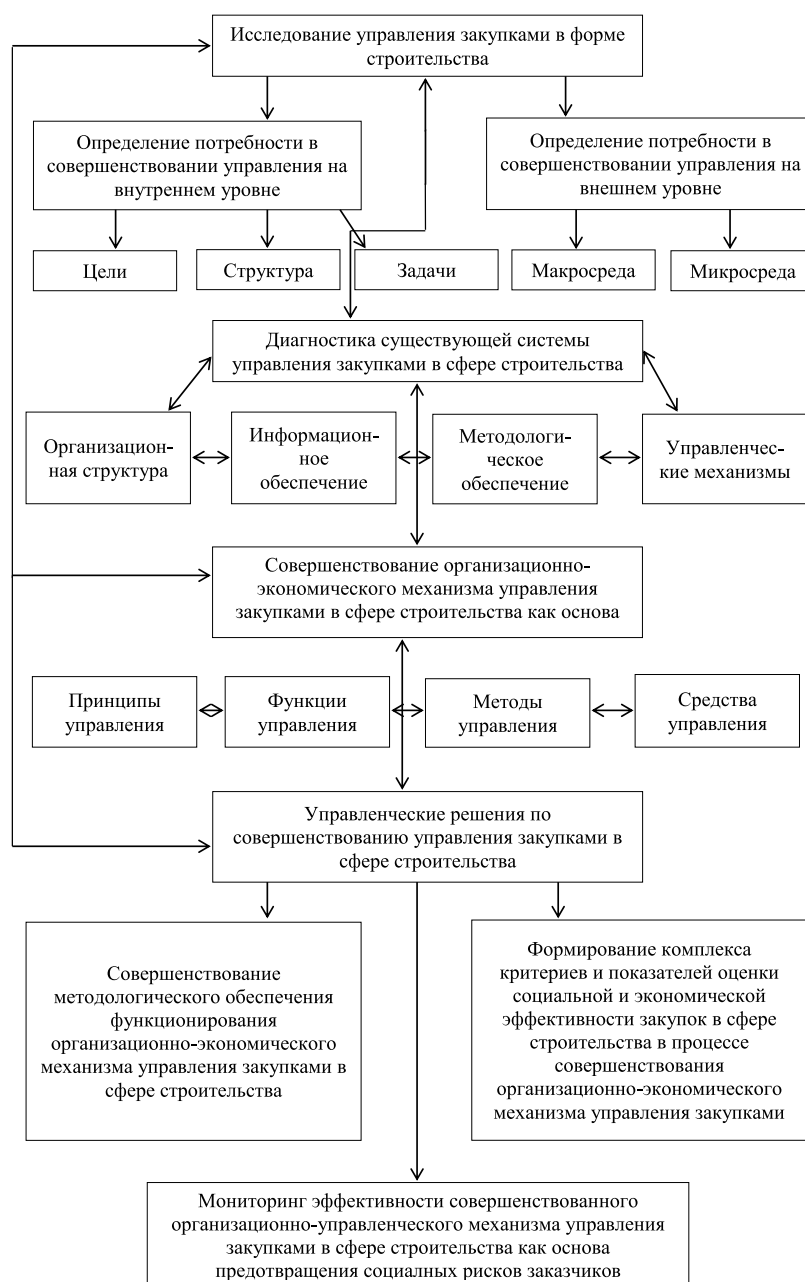 Исследование управления закупками в форме
строительства
Определение потребности в
совершенствовании управления на
внутреннем уровне
Определение потребности в
совершенствовании управления на
внешнем уровне
Цели
Структура
Задачи
Макросреда
Микросреда
Диагностика существующей системы
управления закупками в сфере строительства
Организацион-
ная структура
Информацион-
ное
обеспечение
Методологи-
ческое
обеспечение
Управленчес-
кие механизмы
Совершенствование организационно-
экономического механизма управления
закупками в сфере строительства как основа
Принципы
управления
Функции
управления
Методы
управления
Средства
управления
Управленческие решения по
совершенствованию управления закупками в
сфере строительства
Совершенствование
методологического обеспечения
функционирования
организационно-экономического
механизма управления закупками в
сфере строительства
Формирование комплекса
критериев и показателей оценки
социальной и экономической
эффективности закупок в сфере
строительства в процессе
совершенствования
организационно-экономического
механизма управления закупками
Мониторинг эффективности совершенствованного
организационно-управленческого механизма управления
закупками в сфере строительства как основа
предотвращения социалных рисков заказчиков